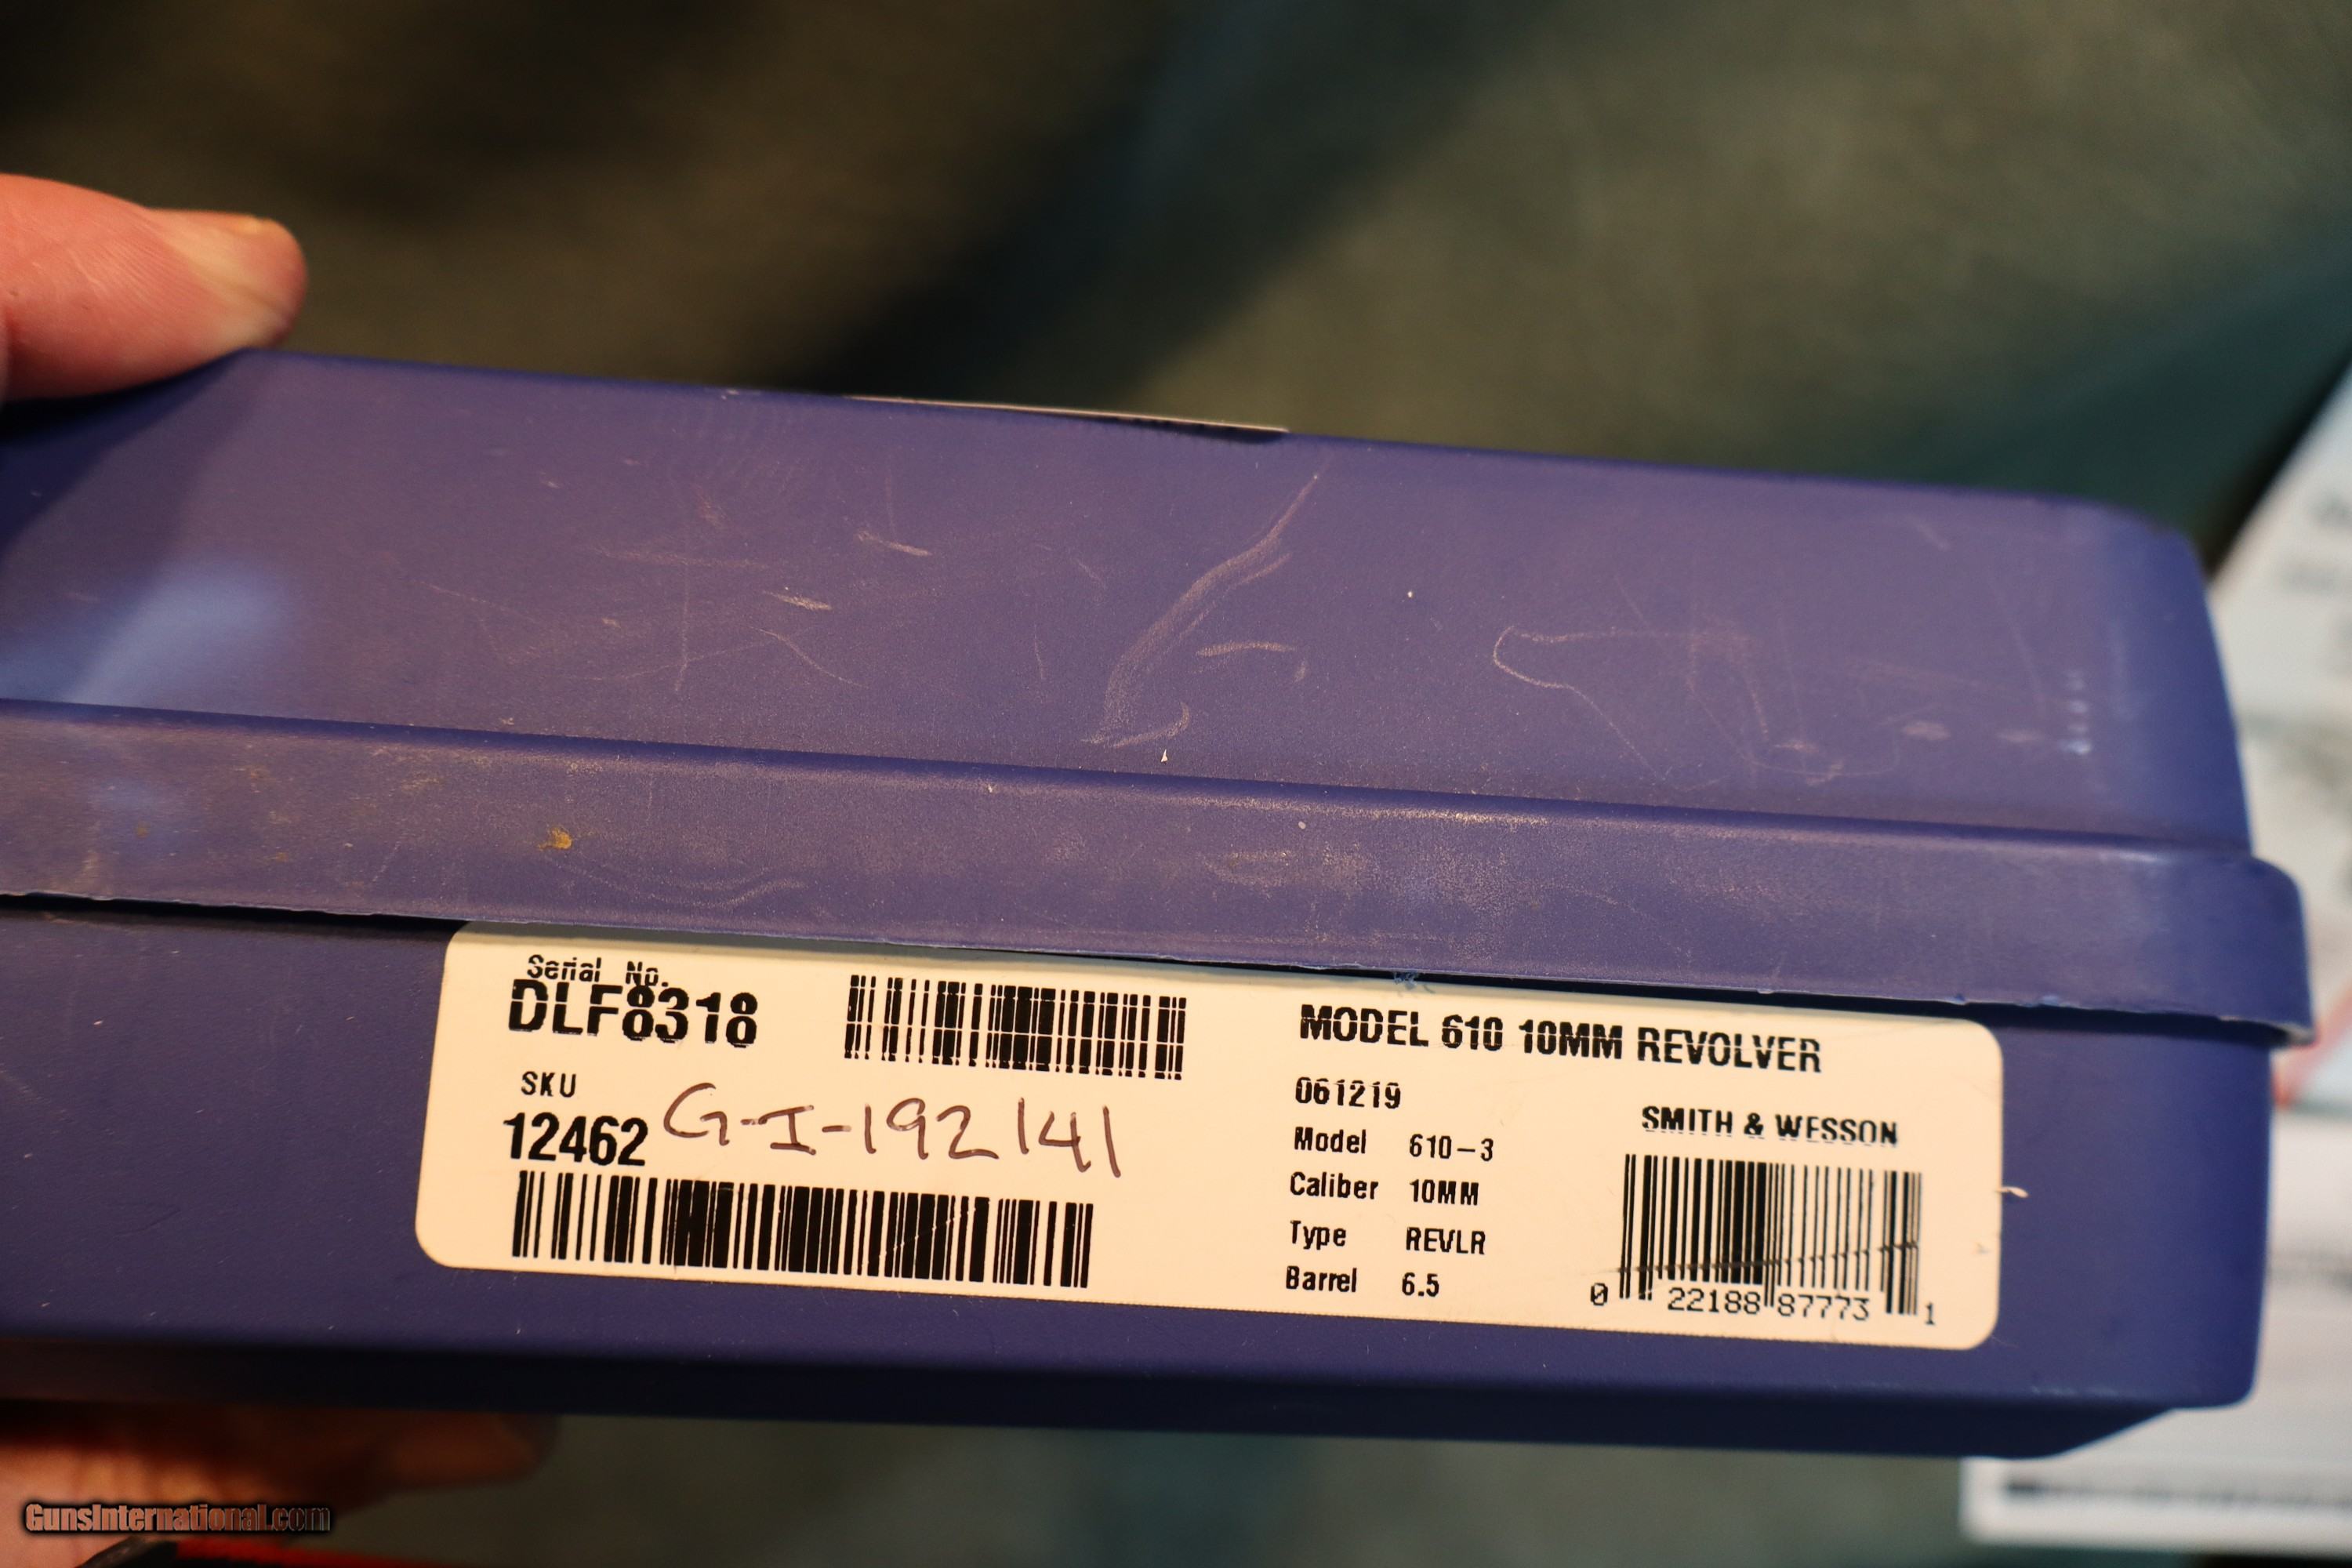 Serial No.
DLF8318
SKU
12462
G-I-192141
MODEL 610 10MM REVOLVER
061219
Model 610-3
Caliber 10MM
Type REVLR
Barrel 6.5
SMITH & WESSON
0 22188 87773 1
GunsInternational.com